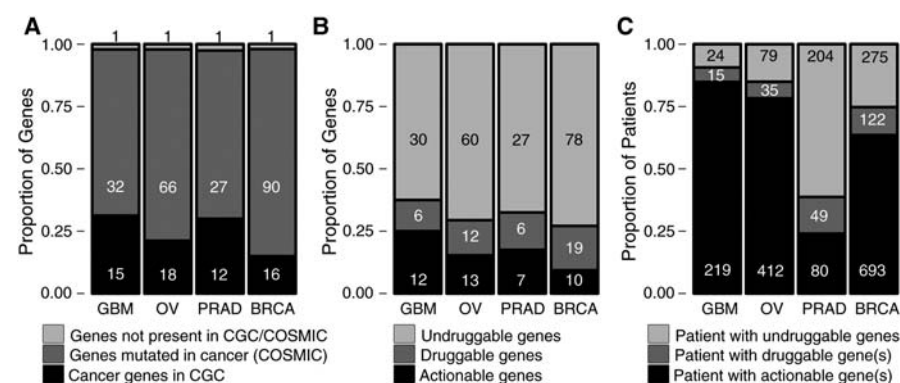 A
B
C
Proportion of Genes
1.00
0.75
0.50
0.25
0.00
1 1 1 1
32 66 27 90
15 18 12 16
GBM OV PRAD BRCA
Genes not present in CGC/COSMIC
Genes mutated in cancer (COSMIC)
Cancer genes in CGC
Proportion of Genes
1.00
0.75
0.50
0.25
0.00
30 60 27 78
6 12 6 19
12 13 7 10
GBM OV PRAD BRCA
Undruggable genes
Druggable genes
Actionable genes
Proportion of Patients
1.00
0.75
0.50
0.25
0.00
24 79 204 275
15 35 49 122
219 412 80 693
GBM OV PRAD BRCA
Patient with undruggable genes
Patient with druggable gene(s)
Patient with actionable gene(s)